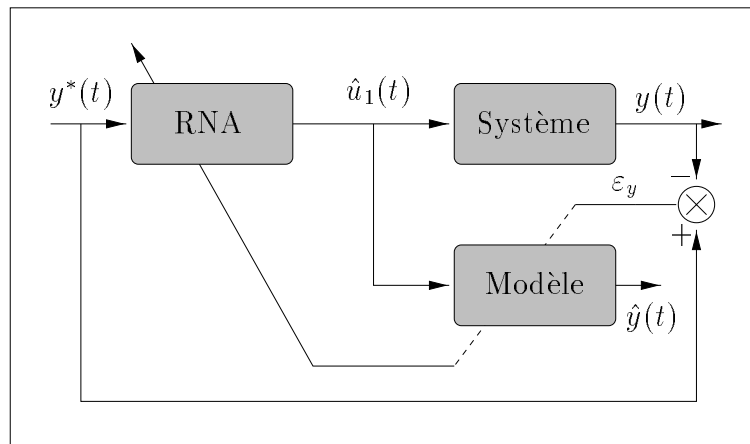 y*(t)
RNA
û₁(t)
Système
y(t)
−
ε_y
+
Modèle
ŷ(t)